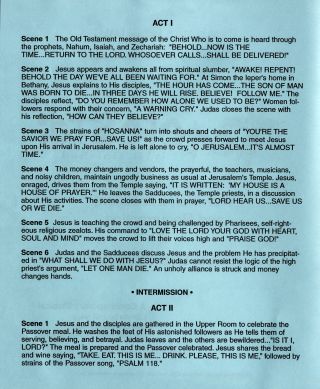 ACT I
Scene 1 The Old Testament message of the Christ Who is to come is heard through
the prophets, Nahum, Isaiah, and Zechariah: "BEHOLD...NOW IS THE
TIME...RETURN TO THE LORD. WHOSOEVER CALLS...SHALL BE DELIVERED!"
Scene 2 Jesus appears and awakens all from spiritual slumber, "AWAKE! REPENT!
BEHOLD THE DAY WE'VE ALL BEEN WAITING FOR." At Simon the leper's home in
Bethany, Jesus explains to His disciples, "THE HOUR HAS COME...THE SON OF MAN
WAS BORN TO DIE...IN THREE DAYS HE WILL RISE. BELIEVE! FOLLOW ME." The
disciples reflect, "DO YOU REMEMBER HOW ALONE WE USED TO BE?" Women fol-
lowers respond with their concern, "A WARNING CRY." Judas closes the scene with
his reflection, "HOW CAN THEY BELIEVE?"
Scene 3 The strains of "HOSANNA" turn into shouts and cheers of "YOU'RE THE
SAVIOR WE PRAY FOR...SAVE US!" as the crowd presses forward to meet Jesus
upon His arrival in Jerusalem. He is left alone to cry, "O JERUSALEM...IT'S ALMOST
TIME."
Scene 4 The money changers and vendors, the prayerful, the teachers, musicians,
and noisy children, maintain ungodly business as usual at Jerusalem's Temple. Jesus,
enraged, drives them from the Temple saying, "IT IS WRITTEN: 'MY HOUSE IS A
HOUSE OF PRAYER.'" He leaves the Sadducees, the Temple priests, in a discussion
about His activities. The scene closes with them in prayer, "LORD HEAR US...SAVE US
OR WE DIE."
Scene 5 Jesus is teaching the crowd and being challenged by Pharisees, self-right-
eous religious zealots. His command to "LOVE THE LORD YOUR GOD WITH HEART,
SOUL AND MIND" moves the crowd to lift their voices high and "PRAISE GOD!"
Scene 6 Judas and the Sadducees discuss Jesus and the problem He has precipitat-
ed in "WHAT SHALL WE DO WITH JESUS?" Judas cannot resist the logic of the high
priest's argument, "LET ONE MAN DIE." An unholy alliance is struck and money
changes hands.
• INTERMISSION •
ACT II
Scene 1 Jesus and the disciples are gathered in the Upper Room to celebrate the
Passover meal. He washes the feet of His astonished followers as He tells them of
serving, believing, and betrayal. Judas leaves and the others are bewildered..."IS IT I,
LORD?" The meal is prepared and the Passover celebrated. Jesus shares the bread
and wine saying, "TAKE. EAT. THIS IS ME... DRINK. PLEASE, THIS IS ME," followed by
strains of the Passover song, "PSALM 118."